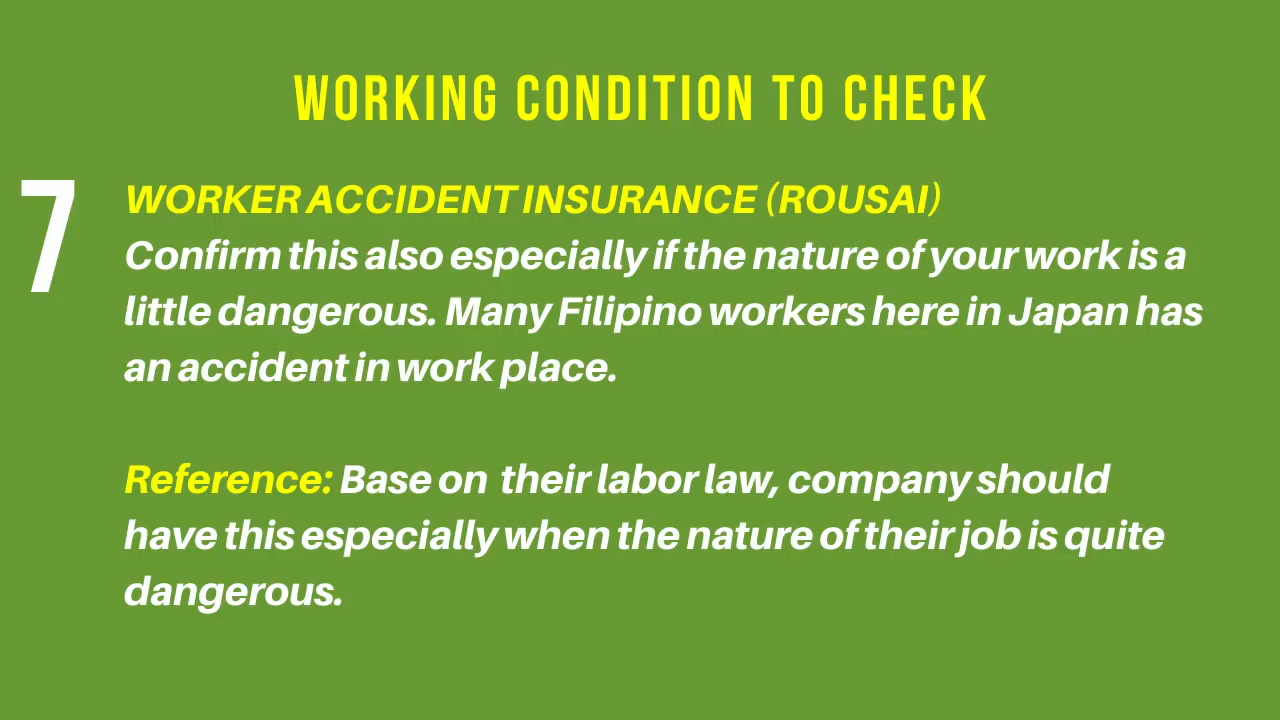 WORKING CONDITION TO CHECK
7
WORKER ACCIDENT INSURANCE (ROUSAI)
Confirm this also especially if the nature of your work is a
little dangerous. Many Filipino workers here in Japan has
an accident in work place.
Reference: Base on their labor law, company should
have this especially when the nature of their job is quite
dangerous.